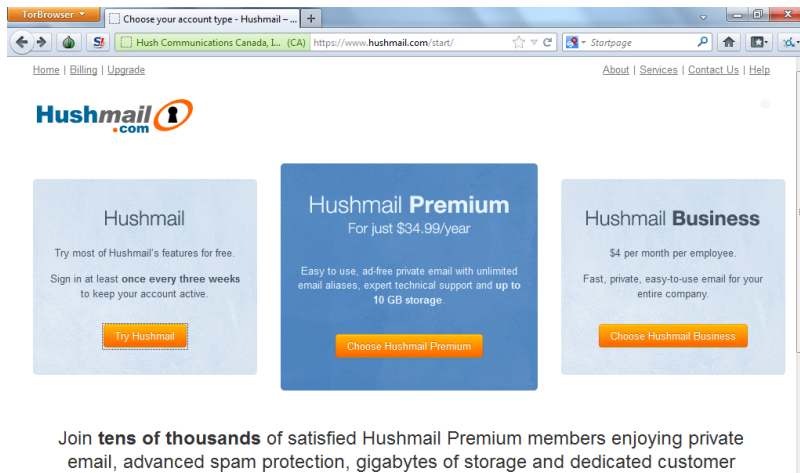 TorBrowser
Choose your account type - Hushmail – ...
Hush Communications Canada, I... (CA) https://www.hushmail.com/start/ Startpage
Home | Billing | Upgrade
About | Services | Contact Us | Help
Hushmail
.com
Hushmail
Try most of Hushmail's features for free.
Sign in at least once every three weeks
to keep your account active.
Try Hushmail
Hushmail Premium
For just $34.99/year
Easy to use, ad-free private email with unlimited
email aliases, expert technical support and up to
10 GB storage.
Choose Hushmail Premium
Hushmail Business
$4 per month per employee.
Fast, private, easy-to-use email for your
entire company.
Choose Hushmail Business
Join tens of thousands of satisfied Hushmail Premium members enjoying private
email, advanced spam protection, gigabytes of storage and dedicated customer